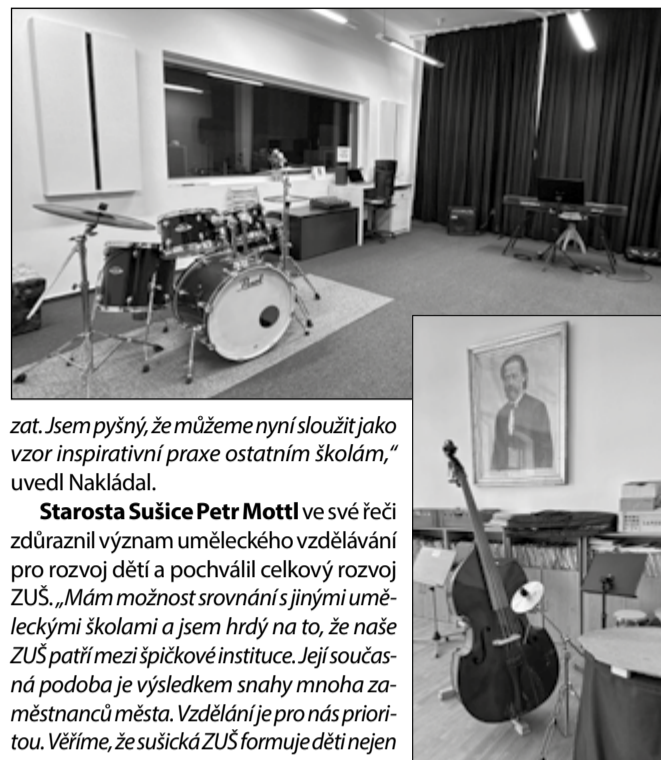 Pearl
zat. Jsem pyšný, že můžeme nyní sloužit jako
vzor inspirativní praxe ostatním školám,“
uvedl Nakládal.
Starosta Sušice Petr Mottl ve své řeči
zdůraznil význam uměleckého vzdělávání
pro rozvoj dětí a pochválil celkový rozvoj
ZUŠ. „Mám možnost srovnání s jinými umě-
leckými školami a jsem hrdý na to, že naše
ZUŠ patří mezi špičkové instituce. Její součas-
ná podoba je výsledkem snahy mnoha za-
městnanců města. Vzdělání je pro nás priori-
tou. Věříme, že sušická ZUŠ formuje děti nejen